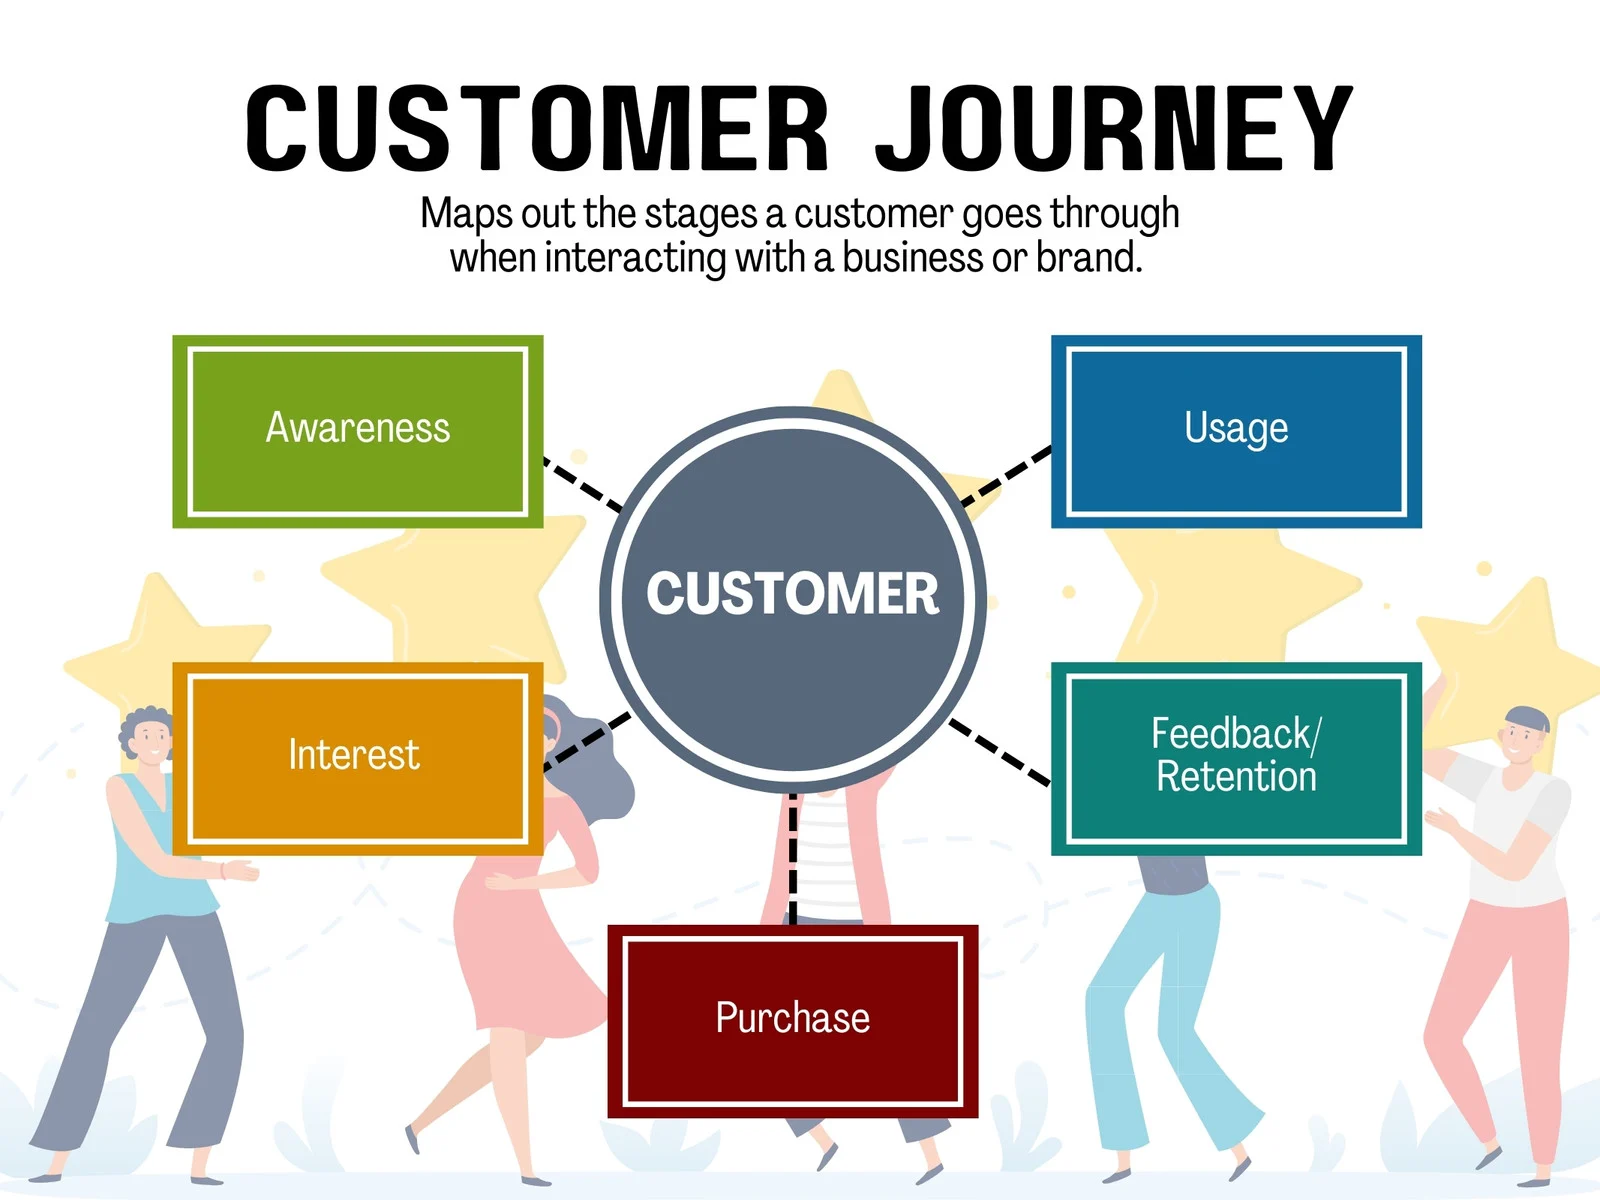 CUSTOMER JOURNEY
Maps out the stages a customer goes through
when interacting with a business or brand.
Awareness
Usage
CUSTOMER
Interest
Feedback/
Retention
Purchase